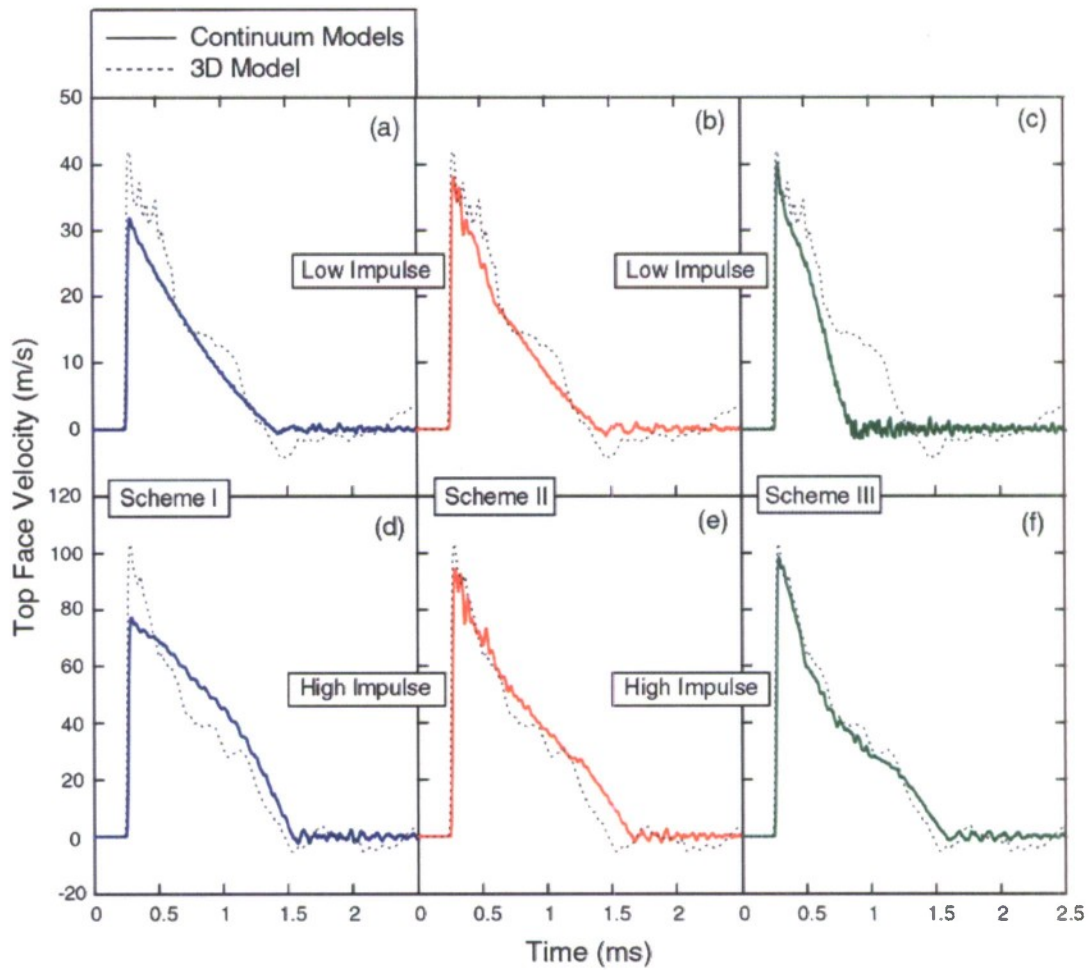 Continuum Models
3D Model
50
40
30
20
10
0
(a)
(b)
(c)
Low Impulse
Low Impulse
Top Face Velocity (m/s)
Scheme I
Scheme II
Scheme III
120
100
80
60
40
20
0
-20
(d)
(e)
(f)
High Impulse
High Impulse
0 0.5 1 1.5 2 0 0.5 1 1.5 2 0 0.5 1 1.5 2 2.5
Time (ms)